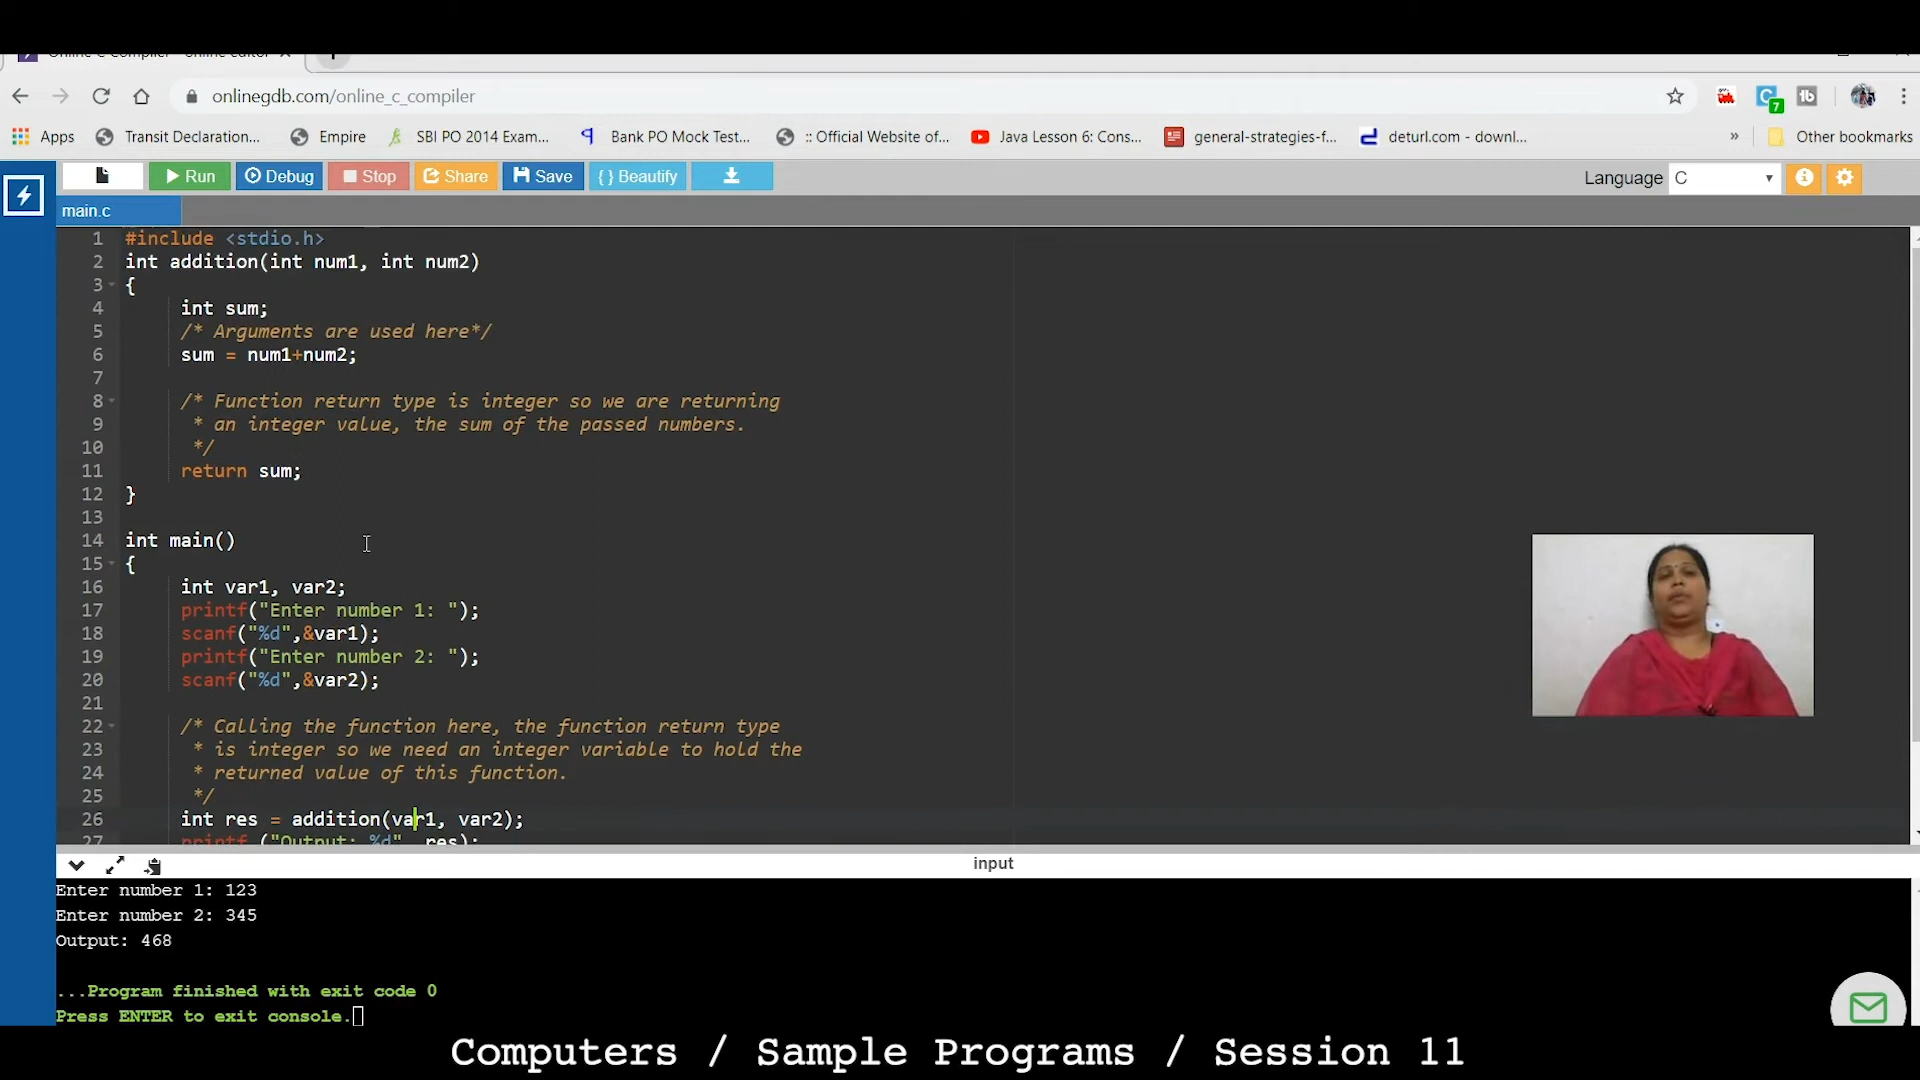 Online C Compiler - online editor
onlinegdb.com/online_c_compiler
Apps Transit Declaration... Empire SBI PO 2014 Exam... Bank PO Mock Test... :: Official Website of... Java Lesson 6: Cons... general-strategies-f... deturl.com - downl... » Other bookmarks
Run Debug Stop Share Save { } Beautify Language C
main.c
1 #include <stdio.h>
2 int addition(int num1, int num2)
3 {
4 int sum;
5 /* Arguments are used here*/
6 sum = num1+num2;
7
8 /* Function return type is integer so we are returning
9 * an integer value, the sum of the passed numbers.
10 */
11 return sum;
12 }
13
14 int main()
15 {
16 int var1, var2;
17 printf("Enter number 1: ");
18 scanf("%d",&var1);
19 printf("Enter number 2: ");
20 scanf("%d",&var2);
21
22 /* Calling the function here, the function return type
23 * is integer so we need an integer variable to hold the
24 * returned value of this function.
25 */
26 int res = addition(var1, var2);
27 printf ("Output: %d", res);
input
Enter number 1: 123
Enter number 2: 345
Output: 468
...Program finished with exit code 0
Press ENTER to exit console.
Computers / Sample Programs / Session 11